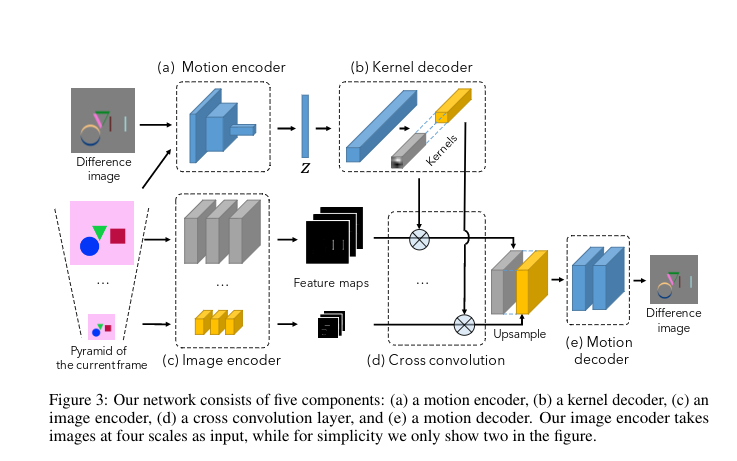 (a) Motion encoder
(b) Kernel decoder
Difference
image
z
Kernels
...
...
Feature maps
...
Pyramid of
the current frame
(c) Image encoder
(d) Cross convolution
Upsample
(e) Motion
decoder
Difference
image
Figure 3: Our network consists of five components: (a) a motion encoder, (b) a kernel decoder, (c) an
image encoder, (d) a cross convolution layer, and (e) a motion decoder. Our image encoder takes
images at four scales as input, while for simplicity we only show two in the figure.